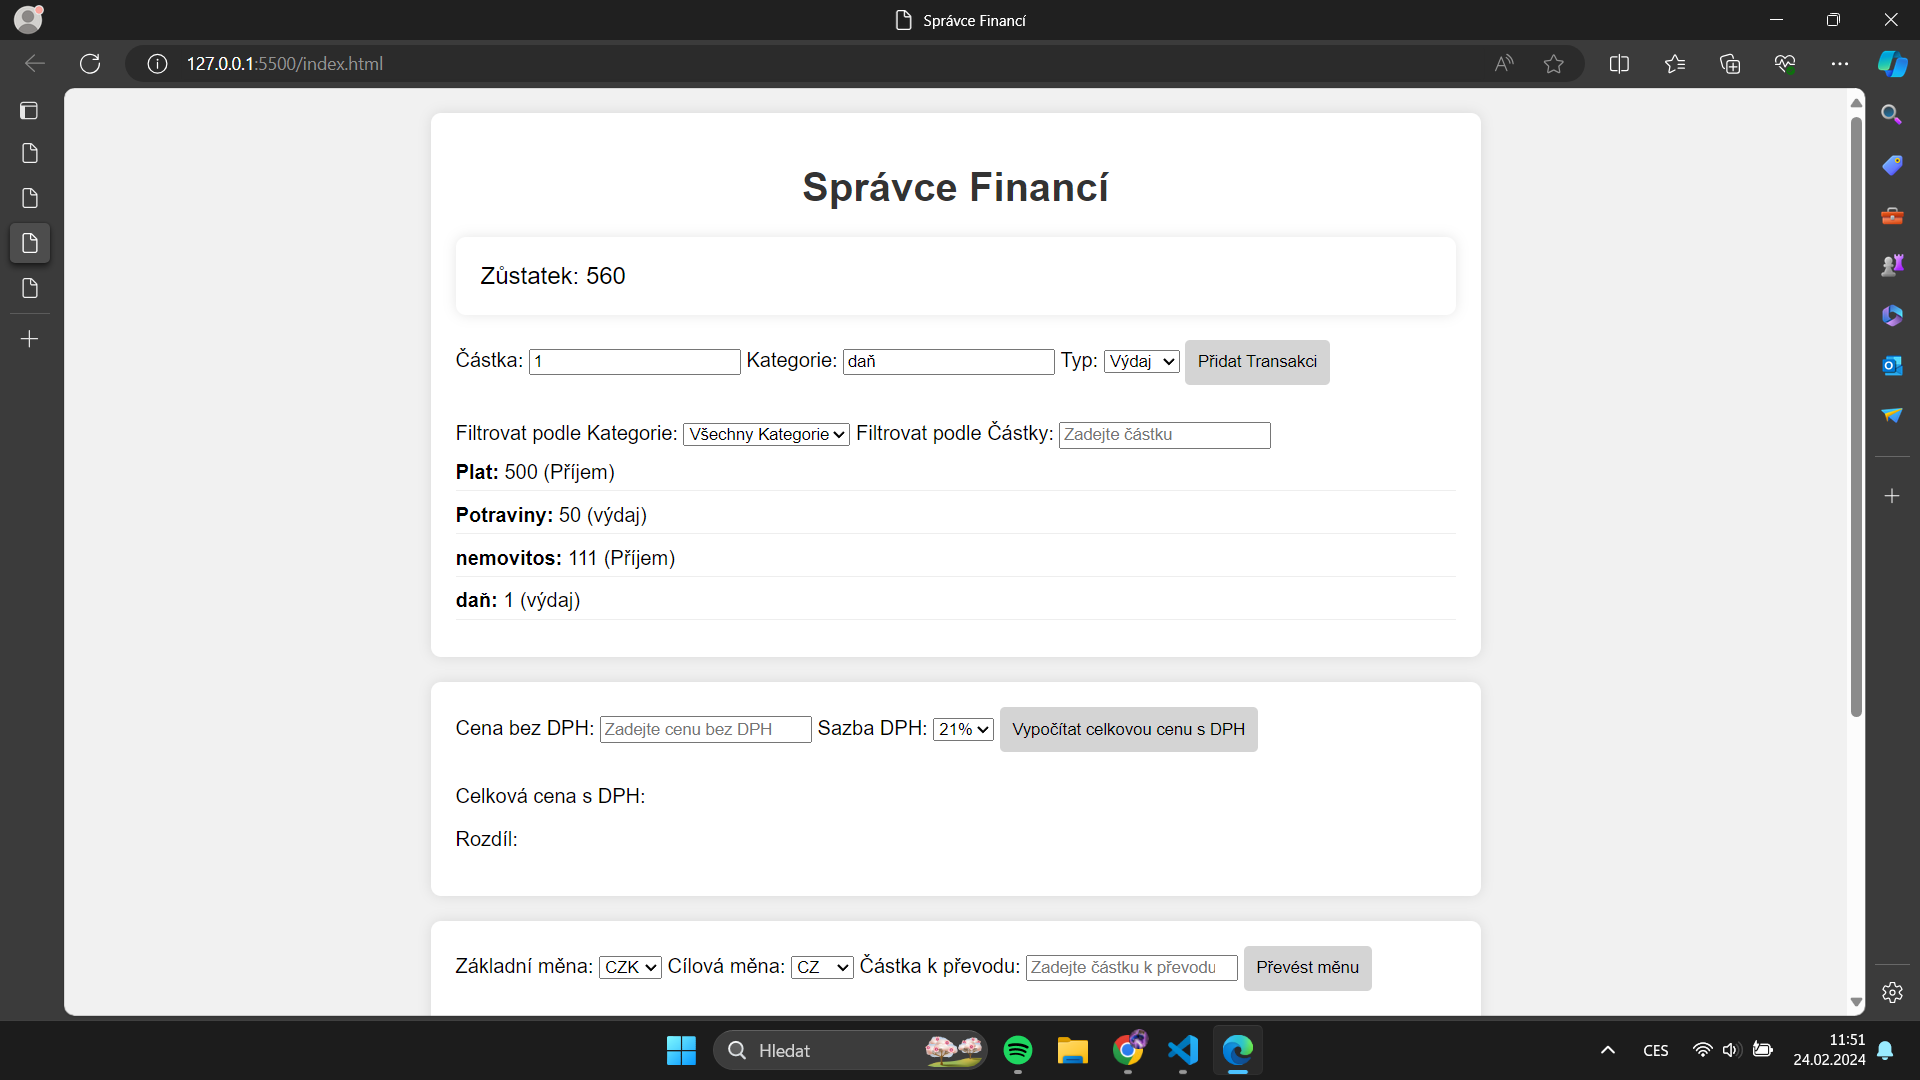 Správce Financí
127.0.0.1:5500/index.html
Správce Financí
Zůstatek: 560
Částka: 1 Kategorie: daň Typ: Výdaj Přidat Transakci
Filtrovat podle Kategorie: Všechny Kategorie Filtrovat podle Částky: Zadejte částku
Plat: 500 (Příjem)
Potraviny: 50 (výdaj)
nemovitos: 111 (Příjem)
daň: 1 (výdaj)
Cena bez DPH: Zadejte cenu bez DPH Sazba DPH: 21% Vypočítat celkovou cenu s DPH
Celková cena s DPH:
Rozdíl:
Základní měna: CZK Cílová měna: CZ Částka k převodu: Zadejte částku k převodu Převést měnu
Hledat
CES
11:51
24.02.2024